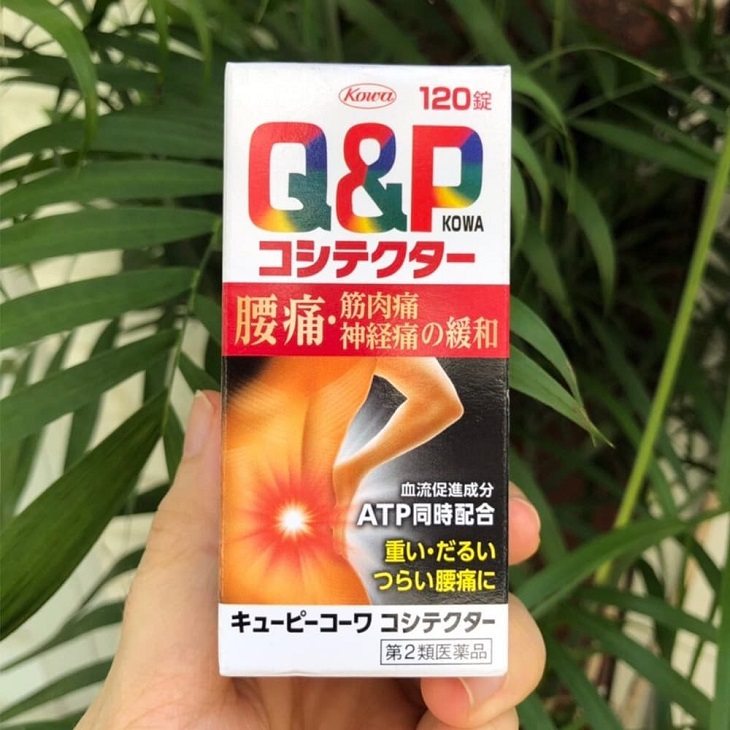 Kowa 120錠
Q&P
KOWA
コシテクター
腰痛・筋肉痛
神経痛の緩和
血流促進成分
ATP同時配合
重い・だるい
つらい腰痛に
キューピーコーワ コシテクター
第2類医薬品